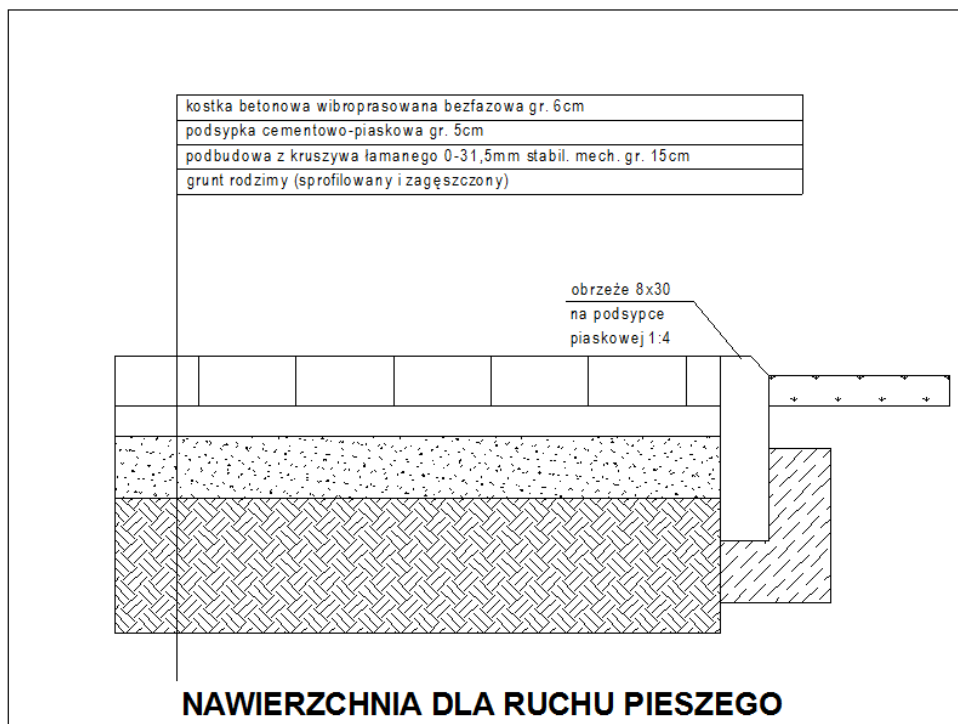 kostka betonowa wibroprasowana bezfazowa gr. 6cm
podsypka cementowo-piaskowa gr. 5cm
podbudowa z kruszywa łamanego 0-31,5mm stabil. mech. gr. 15cm
grunt rodzimy (sprofilowany i zagęszczony)
obrzeże 8x30
na podsypce
piaskowej 1:4
NAWIERZCHNIA DLA RUCHU PIESZEGO